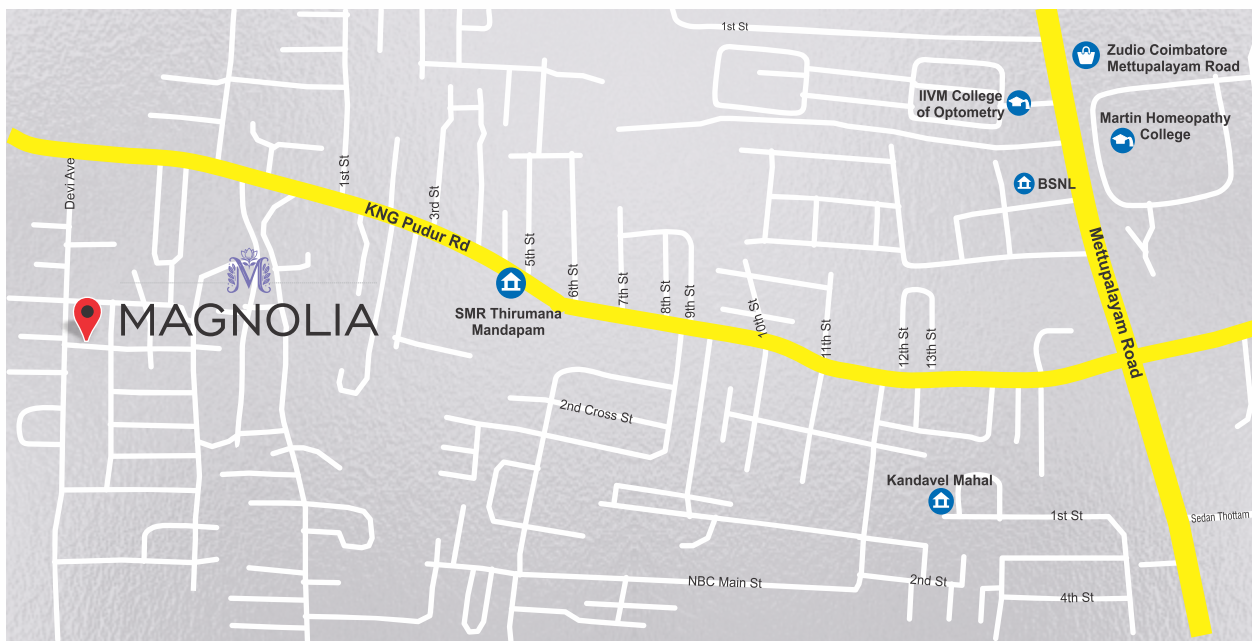 1st St
Zudio Coimbatore
Mettupalayam Road
IIVM College
of Optometry
Martin Homeopathy
College
BSNL
Devi Ave
1st St
3rd St
KNG Pudur Rd
5th St
6th St
7th St
8th St
9th St
10th St
11th St
12th St
13th St
Mettupalayam Road
M
MAGNOLIA
SMR Thirumana
Mandapam
2nd Cross St
Kandavel Mahal
1st St
Sedan Thottam
NBC Main St
2nd St
4th St